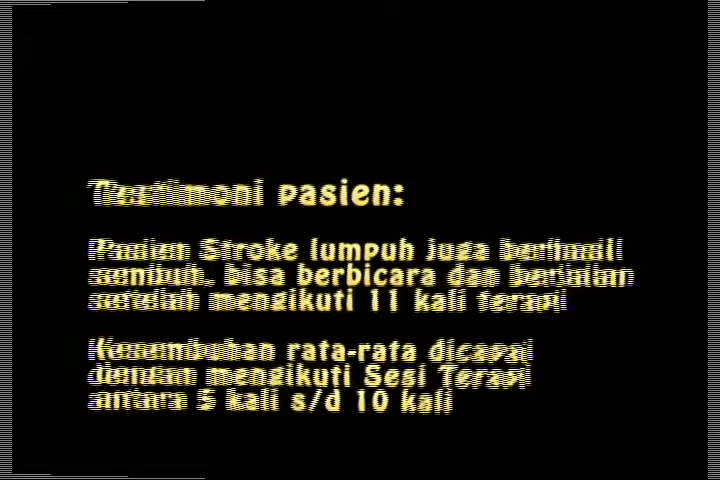 Testimoni pasien:
Pasien Stroke lumpuh juga berhasil
sembuh, bisa berbicara dan berjalan
setelah mengikuti 11 kali terapi
Kesembuhan rata-rata dicapai
dengan mengikuti Sesi Terapi
antara 5 kali s/d 10 kali